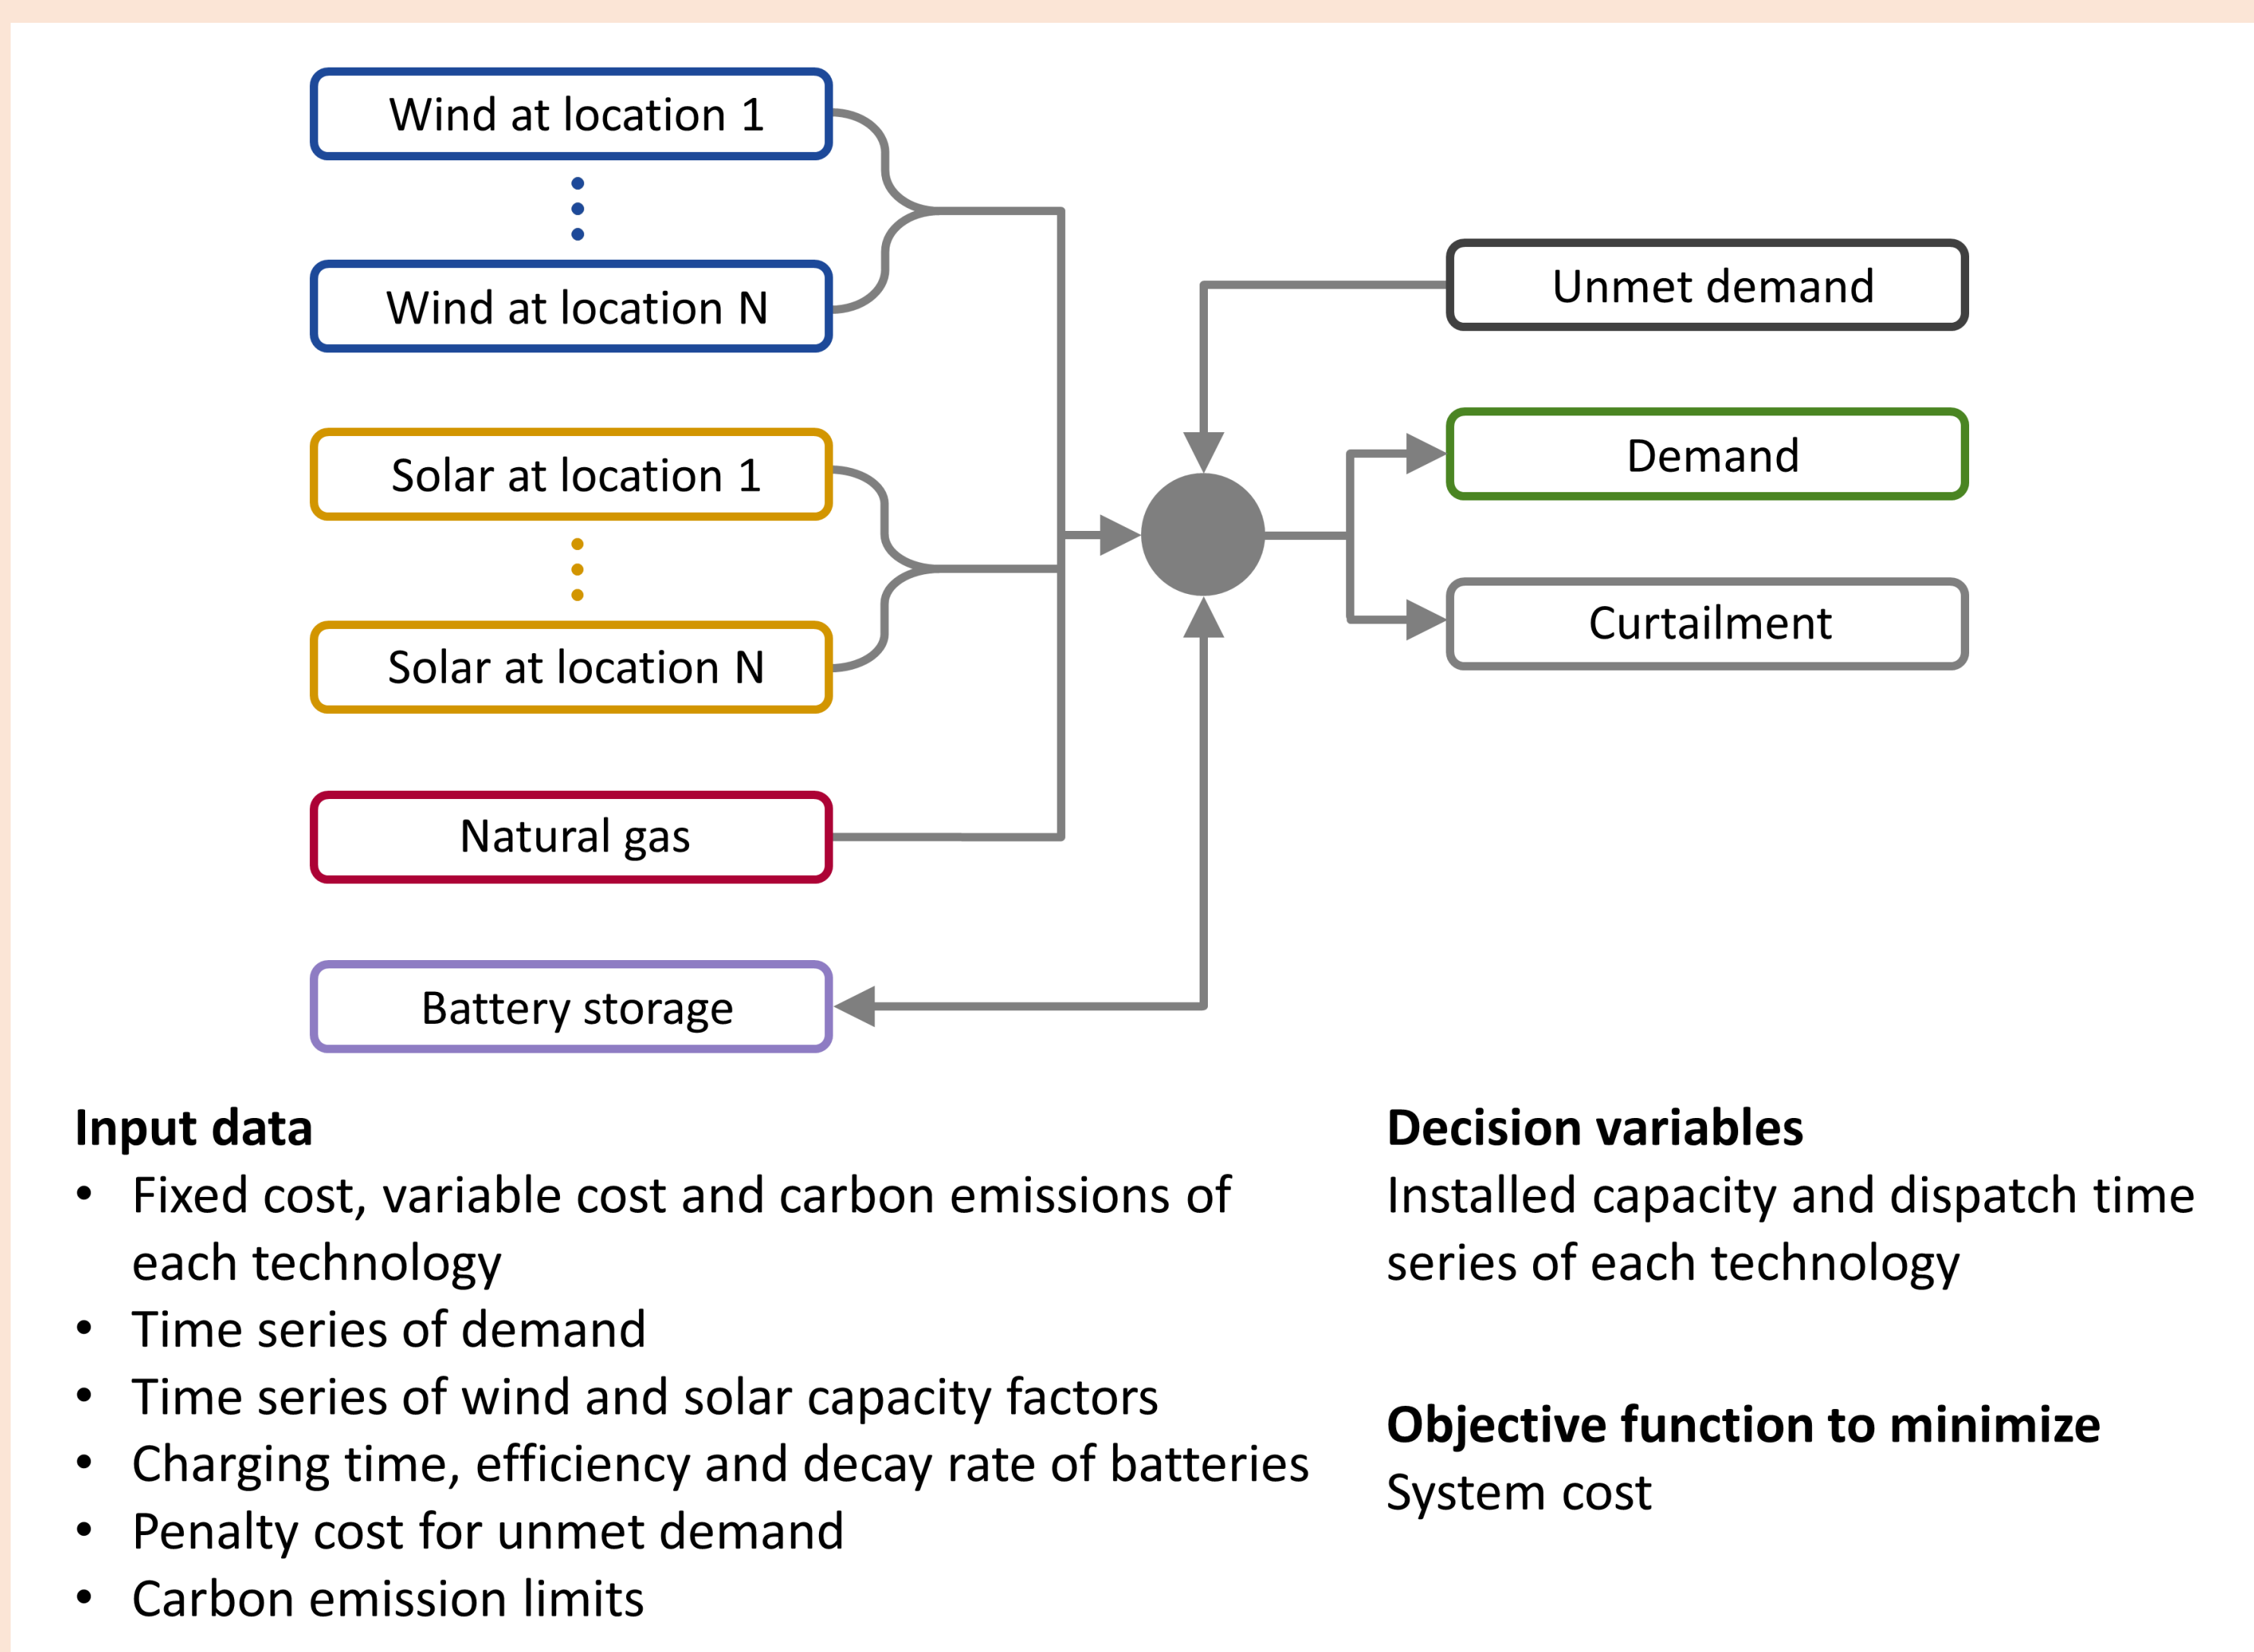 Wind at location 1
Wind at location N
Solar at location 1
Solar at location N
Natural gas
Battery storage
Unmet demand
Demand
Curtailment
Input data
• Fixed cost, variable cost and carbon emissions of
each technology
• Time series of demand
• Time series of wind and solar capacity factors
• Charging time, efficiency and decay rate of batteries
• Penalty cost for unmet demand
• Carbon emission limits
Decision variables
Installed capacity and dispatch time
series of each technology
Objective function to minimize
System cost